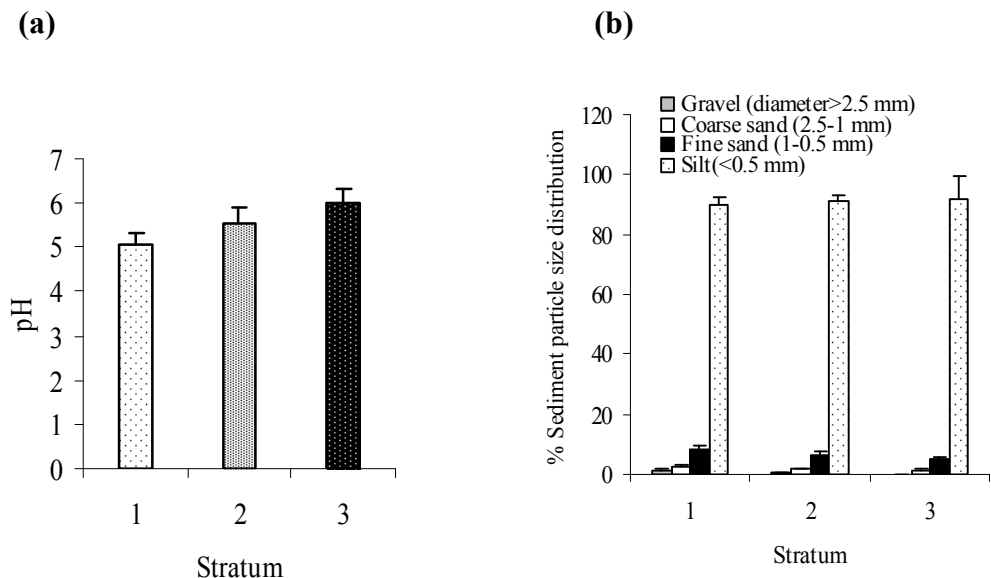 (a)
pH
7
6
5
4
3
2
1
0
1 2 3
Stratum
(b)
Gravel (diameter>2.5 mm)
Coarse sand (2.5-1 mm)
Fine sand (1-0.5 mm)
Silt(<0.5 mm)
% Sediment particle size distribution
120
100
80
60
40
20
0
1 2 3
Stratum